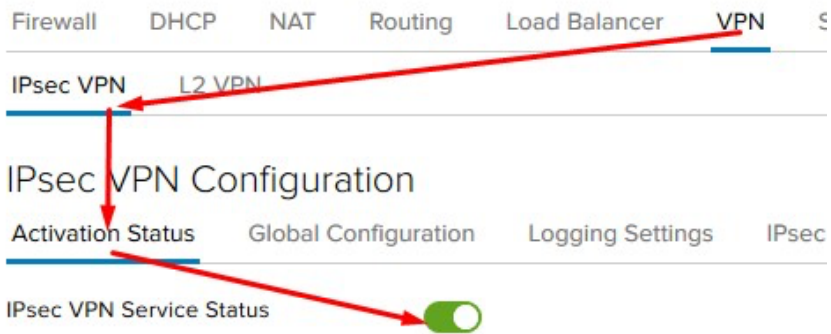 Firewall DHCP NAT Routing Load Balancer VPN
IPsec VPN L2 VPN
IPsec VPN Configuration
Activation Status Global Configuration Logging Settings IPsec
IPsec VPN Service Status